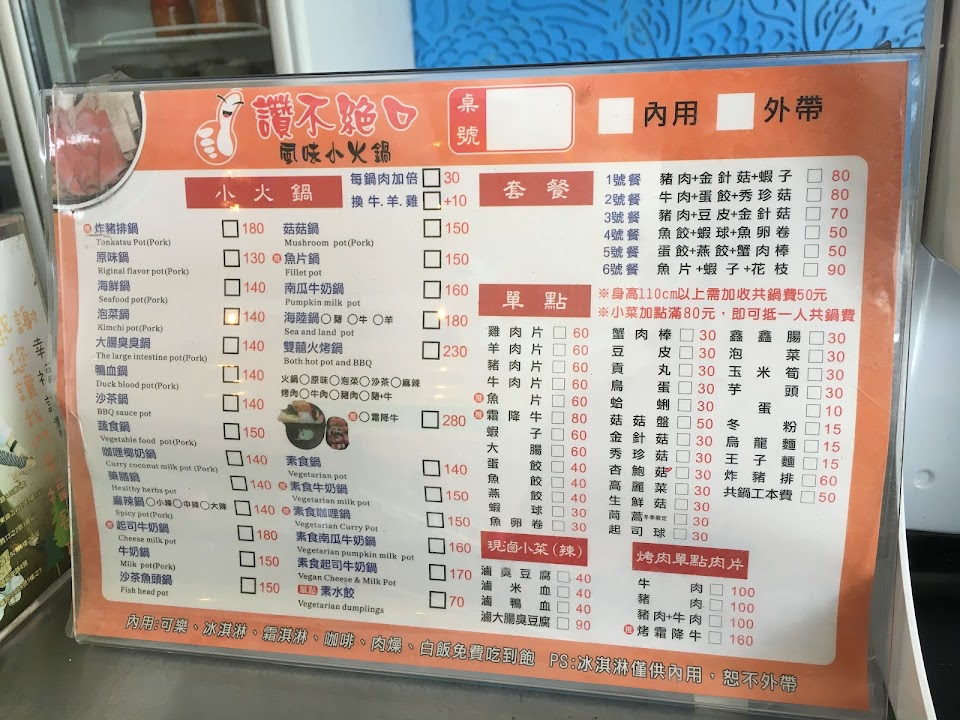 讚不絕口
風味小火鍋
桌號
內用 外帶
小火鍋
每鍋肉加倍 30
換牛.羊.雞 +10
推 炸豬排鍋 180
Tonkatsu Pot(Pork)
原味鍋 130
Riginal flavor pot(Pork)
海鮮鍋 140
Seafood pot(Pork)
泡菜鍋 140
Kimchi pot(Pork)
大腸臭臭鍋 140
The large intestine pot(Pork)
鴨血鍋 140
Duck blood pot(Pork)
沙茶鍋 140
BBQ sauce pot
蔬食鍋 150
Vegetable food pot(Pork)
咖哩椰奶鍋 140
Curry coconut milk pot (Pork)
藥膳鍋 140
Healthy herbs pot
麻辣鍋○小辣○中辣○大辣 140
Spicy pot(Pork)
推 起司牛奶鍋 180
Cheese milk pot
牛奶鍋 150
Milk pot(Pork)
沙茶魚頭鍋 150
Fish head pot
菇菇鍋 150
Mushroom pot(Pork)
推 魚片鍋 150
Fillet pot
南瓜牛奶鍋 160
Pumpkin milk pot
海陸鍋○豬○牛○羊 180
Sea and land pot
雙囍火烤鍋 230
Both hot pot and BBQ
火鍋○原味○泡菜○沙茶○麻辣
烤肉○牛肉○豬肉○豬+牛
推○霜降牛 280
素食鍋 140
Vegetarian pot
推 素食牛奶鍋 150
Vegetarian milk pot
推 素食咖哩鍋 150
Vegetarian Curry Pot
素食南瓜牛奶鍋 160
Vegetarian pumpkin milk pot
素食起司牛奶鍋 170
Vegan Cheese & Milk Pot
單點 素水餃 70
Vegetarian dumplings
套餐
1號餐 豬肉+金針菇+蝦子 80
2號餐 牛肉+蛋餃+秀珍菇 80
3號餐 豬肉+豆皮+金針菇 70
4號餐 魚餃+蝦球+魚卵卷 50
5號餐 蛋餃+燕餃+蟹肉棒 50
6號餐 魚片+蝦子+花枝 90
※身高110cm以上需加收共鍋費50元
※小菜加點滿80元，即可抵一人共鍋費
單點
雞肉片 60
羊肉片 60
豬肉片 60
牛肉片 60
推 魚片 60
推 霜降牛 80
蝦子 60
大腸 60
蛋餃 40
魚餃 40
燕餃 40
蝦球 30
魚卵卷 30
蟹肉棒 30
豆皮 30
貢丸 30
鳥蛋 30
蛤蜊 30
菇菇盤 50
金針菇 30
秀珍菇 30
杏鮑菇 30
高麗菜 30
生鮮菇 30
茼蒿冬季限定 30
起司球 30
鑫鑫腸 30
泡菜 30
玉米筍 30
芋頭 30
蛋 10
冬粉 15
烏龍麵 15
王子麵 15
炸豬排 60
共鍋工本費 50
現滷小菜(辣)
滷臭豆腐 40
滷米血 40
滷鴨血 40
滷大腸臭豆腐 90
烤肉單點肉片
牛肉 100
豬肉 100
豬肉+牛肉 100
推 烤霜降牛 160
內用:可樂、冰淇淋、霜淇淋、咖啡、肉燥、白飯免費吃到飽 PS:冰淇淋僅供內用，恕不外帶